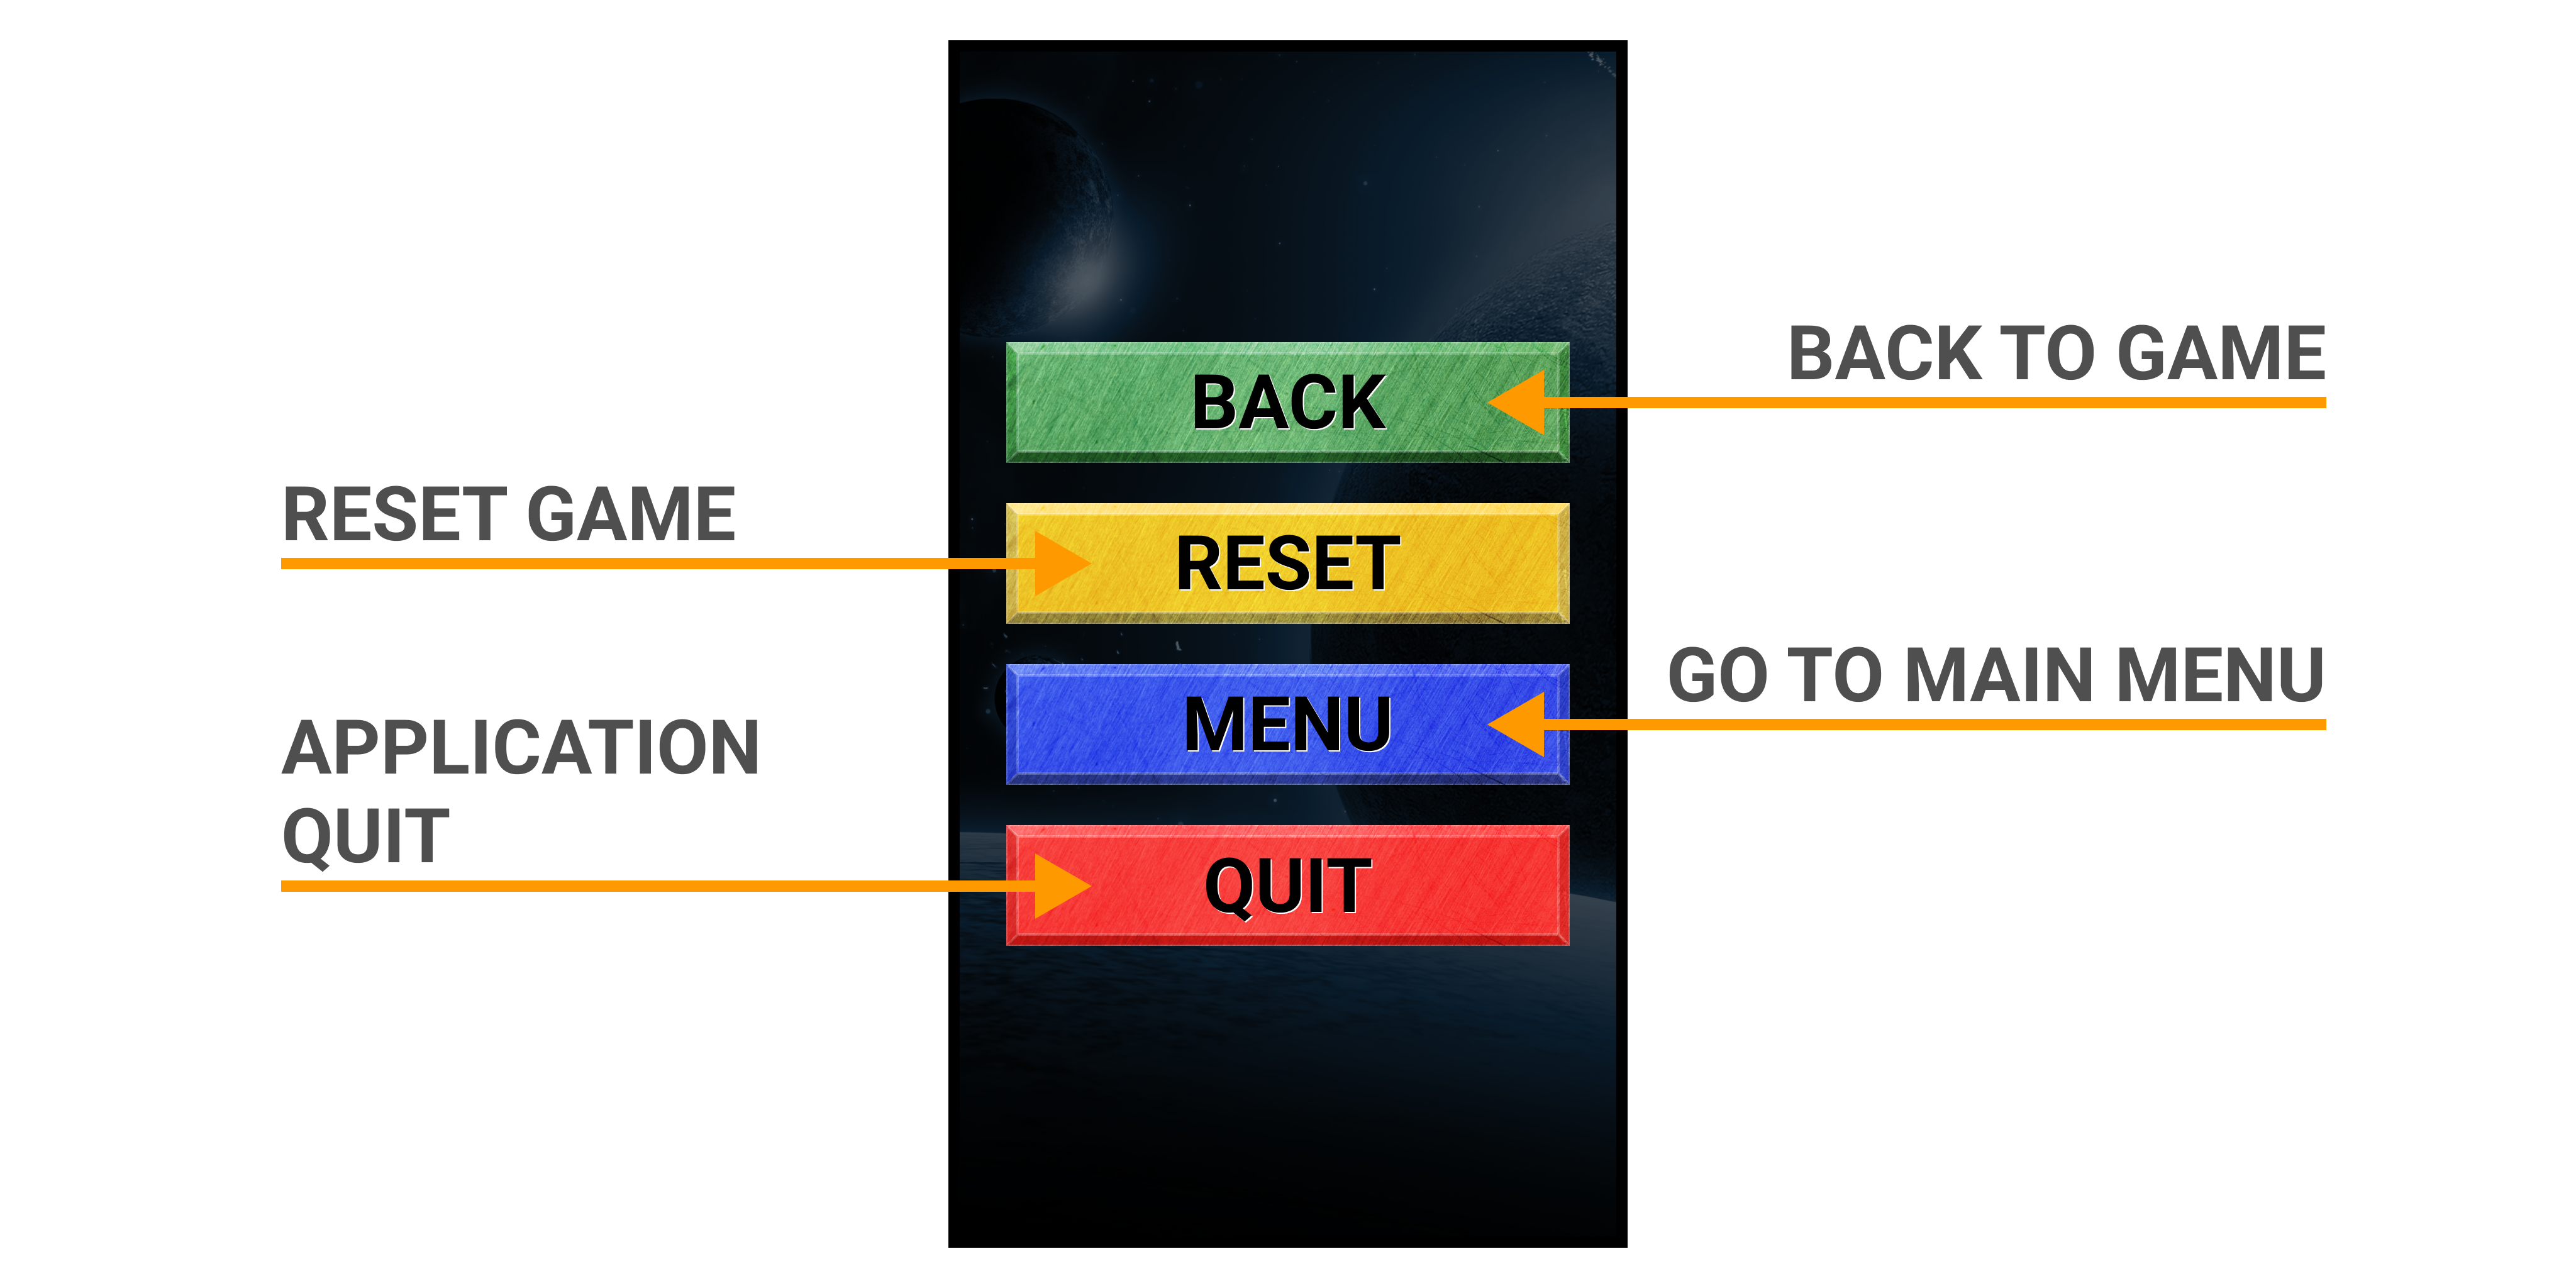 BACK TO GAME
BACK
RESET GAME
RESET
GO TO MAIN MENU
MENU
APPLICATION
QUIT
QUIT